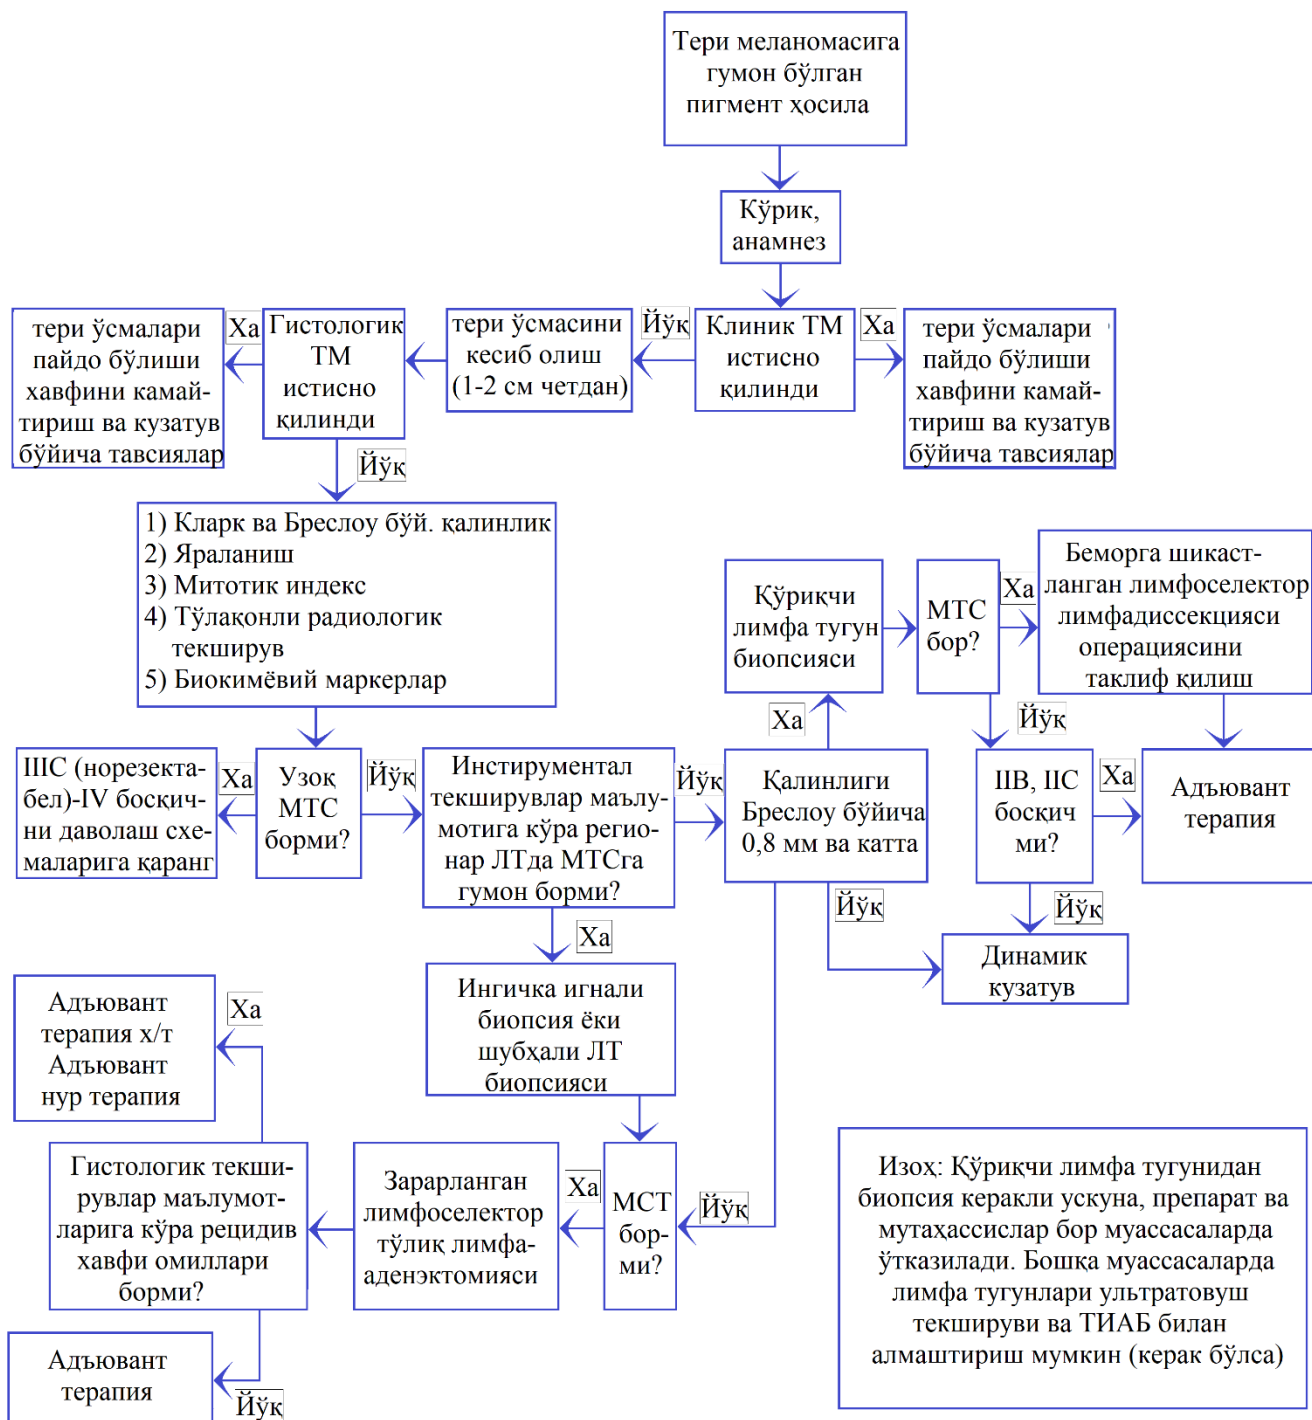 Тери меланомасига
гумон бўлган
пигмент ҳосила
Кўрик,
анамнез
тери ўсмалари
пайдо бўлиши
хавфини камай-
тириш ва кузатув
бўйича тавсиялар
Ха
Гистологик
ТМ
истисно
қилинди
тери ўсмасини
кесиб олиш
(1-2 см четдан)
Йўқ
Клиник ТМ
истисно
қилинди
Ха
тери ўсмалари
пайдо бўлиши
хавфини камай-
тириш ва кузатув
бўйича тавсиялар
Йўқ
1) Кларк ва Бреслоу бўй. қалинлик
2) Яраланиш
3) Митотик индекс
4) Тўлақонли радиологик
текширув
5) Биокимёвий маркерлар
Қўриқчи
лимфа тугун
биопсияси
МТС
бор?
Ха
Беморга шикаст-
ланган лимфоселектор
лимфадиссекцияси
операциясини
таклиф қилиш
Ха
Йўқ
IIIC (норезекта-
бел)-IV босқич-
ни даволаш схе-
маларига қаранг
Ха
Узоқ
МТС
борми?
Йўқ
Инстирументал
текширувлар маълу-
мотига кўра регио-
нар ЛТда МТСга
гумон борми?
Йўқ
Қалинлиги
Бреслоу бўйича
0,8 мм ва катта
IIB, IIC
босқич
ми?
Ха
Адъювант
терапия
Ха
Йўқ
Йўқ
Динамик
кузатув
Адъювант
терапия х/т
Адъювант
нур терапия
Ха
Ингичка игнали
биопсия ёки
шубҳали ЛТ
биопсияси
Гистологик текши-
рувлар маълумот-
ларига кўра рецидив
хавфи омиллари
борми?
Зарарланган
лимфоселектор
тўлиқ лимфа-
аденэктомияси
Ха
МСТ
бор-
ми?
Йўқ
Изоҳ: Қўриқчи лимфа тугунидан
биопсия керакли ускуна, препарат ва
мутаҳассислар бор муассасаларда
ўтказилади. Бошқа муассасаларда
лимфа тугунлари ультратовуш
текшируви ва ТИАБ билан
алмаштириш мумкин (керак бўлса)
Адъювант
терапия
Йўқ